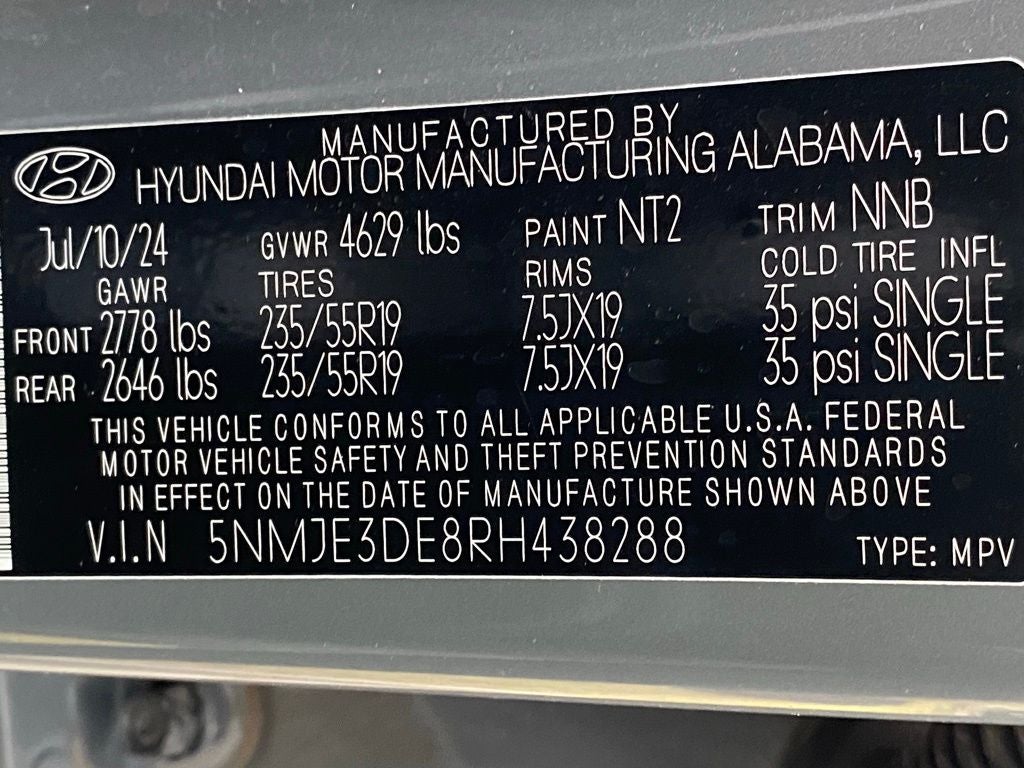 MANUFACTURED BY
HYUNDAI MOTOR MANUFACTURING ALABAMA, LLC
Jul/10/24 GVWR 4629 lbs PAINT NT2 TRIM NNB
GAWR TIRES RIMS COLD TIRE INFL
FRONT 2778 lbs 235/55R19 7.5JX19 35 psi SINGLE
REAR 2646 lbs 235/55R19 7.5JX19 35 psi SINGLE
THIS VEHICLE CONFORMS TO ALL APPLICABLE U.S.A. FEDERAL
MOTOR VEHICLE SAFETY AND THEFT PREVENTION STANDARDS
IN EFFECT ON THE DATE OF MANUFACTURE SHOWN ABOVE
V.I.N 5NMJE3DE8RH438288 TYPE: MPV